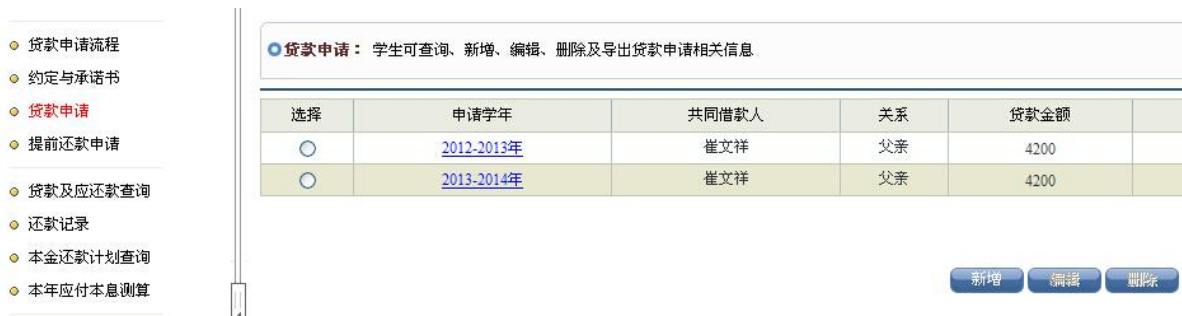 贷款申请流程
约定与承诺书
贷款申请
提前还款申请
贷款及应还款查询
还款记录
本金还款计划查询
本年应付本息测算
贷款申请： 学生可查询、新增、编辑、删除及导出贷款申请相关信息
选择 申请学年 共同借款人 关系 贷款金额
2012-2013年 崔文祥 父亲 4200
2013-2014年 崔文祥 父亲 4200
新增 编辑 删除